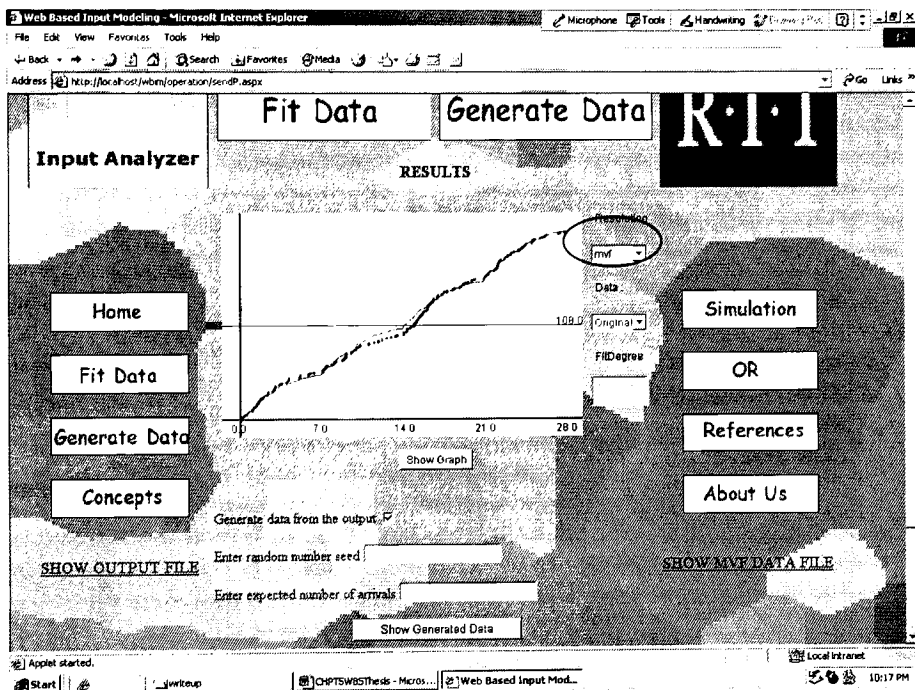 Web Based Input Modeling - Microsoft Internet Explorer
Microphone Tools Handwriting
File Edit View Favorites Tools Help
Back Search Favorites Media
Address http://localhost/wbm/operation/sendP.aspx Go Links »
Fit Data Generate Data R·I·T
Input Analyzer
RESULTS
Resolution
mvf
Data :
108.0 Original
FitDegree
0.0 7.0 14.0 21.0 28.0
Show Graph
Home
Fit Data
Generate Data
Concepts
Simulation
OR
References
About Us
Generate data from the output
Enter random number seed
Enter expected number of arrivals
Show Generated Data
SHOW OUTPUT FILE
SHOW MVF DATA FILE
Applet started. Local intranet
Start writeup CHPTSWBSThesis - Micros... Web Based Input Mod... 10:17 PM